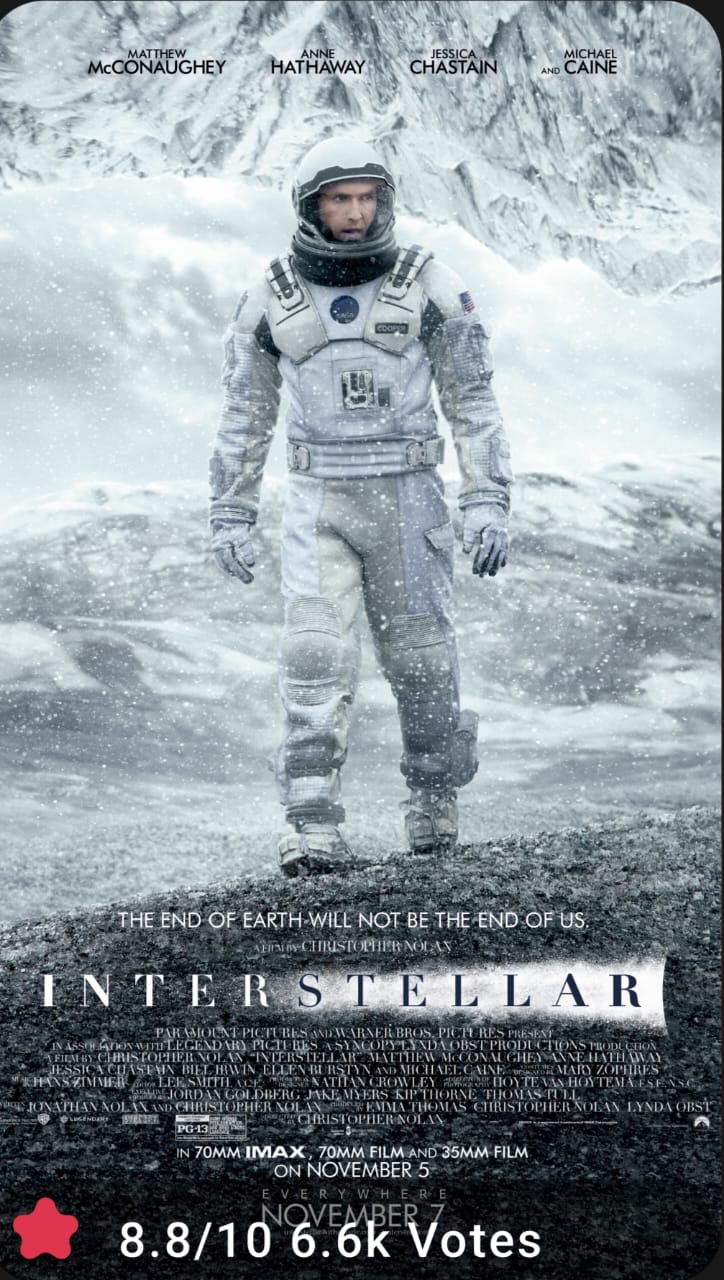 MATTHEW McCONAUGHEY ANNE HATHAWAY JESSICA CHASTAIN MICHAEL AND CAINE
NASA
COOPER
THE END OF EARTH WILL NOT BE THE END OF US.
A FILM BY CHRISTOPHER NOLAN
INTERSTELLAR
PARAMOUNT PICTURES AND WARNER BROS. PICTURES PRESENT
IN ASSOCIATION WITH LEGENDARY PICTURES A SYNCOPY/LYNDA OBST PRODUCTIONS PRODUCTION
A FILM BY CHRISTOPHER NOLAN "INTERSTELLAR" MATTHEW McCONAUGHEY ANNE HATHAWAY
JESSICA CHASTAIN BILL IRWIN ELLEN BURSTYN AND MICHAEL CAINE MARY ZOPHRES
HANS ZIMMER LEE SMITH A.C.E. NATHAN CROWLEY HOYTE VAN HOYTEMA F.S.F. N.S.C.
JORDAN GOLDBERG JAKE MYERS KIP THORNE THOMAS TULL
JONATHAN NOLAN AND CHRISTOPHER NOLAN EMMA THOMAS CHRISTOPHER NOLAN LYNDA OBST
CHRISTOPHER NOLAN
LEGENDARY PG-13
IN 70MM IMAX, 70MM FILM AND 35MM FILM
ON NOVEMBER 5
EVERYWHERE
NOVEMBER 7
8.8/10 6.6k Votes